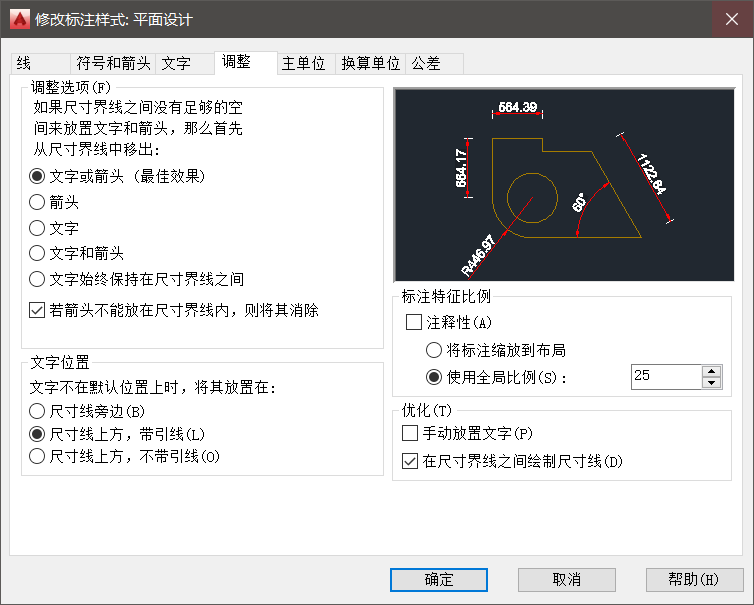 修改标注样式: 平面设计
线 符号和箭头 文字 调整 主单位 换算单位 公差
调整选项(F)
如果尺寸界线之间没有足够的空
间来放置文字和箭头，那么首先
从尺寸界线中移出：
文字或箭头（最佳效果）
箭头
文字
文字和箭头
文字始终保持在尺寸界线之间
若箭头不能放在尺寸界线内，则将其消除
文字位置
文字不在默认位置上时，将其放置在：
尺寸线旁边(B)
尺寸线上方，带引线(L)
尺寸线上方，不带引线(O)
564.39
664.17
1122.64
60°
R446.97
标注特征比例
注释性(A)
将标注缩放到布局
使用全局比例(S)： 25
优化(T)
手动放置文字(P)
在尺寸界线之间绘制尺寸线(D)
确定 取消 帮助(H)